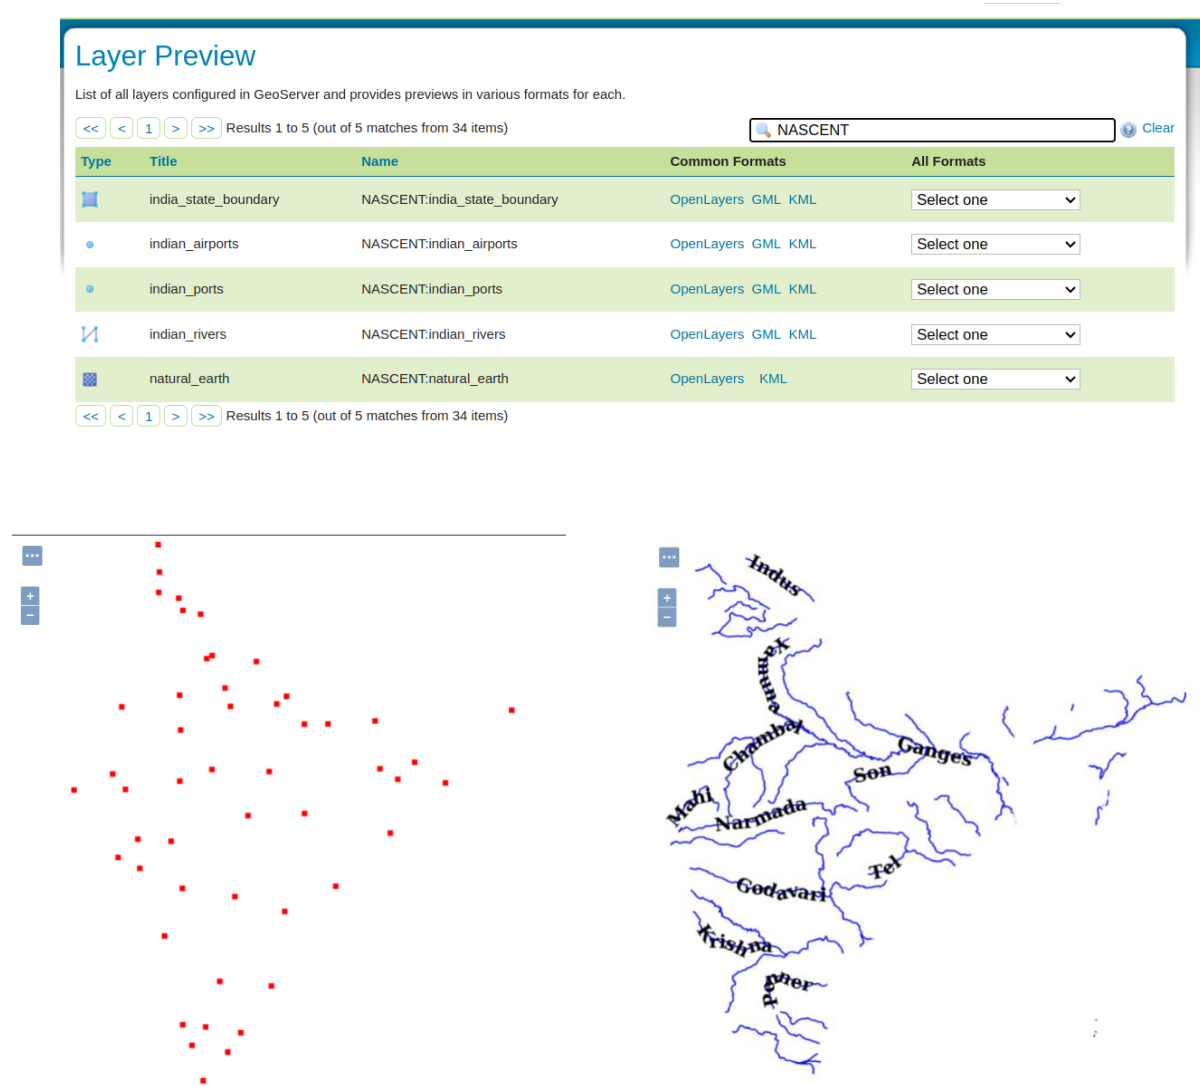 Layer Preview
List of all layers configured in GeoServer and provides previews in various formats for each.
<< < 1 > >> Results 1 to 5 (out of 5 matches from 34 items) NASCENT Clear
Type Title Name Common Formats All Formats
india_state_boundary NASCENT:india_state_boundary OpenLayers GML KML Select one
indian_airports NASCENT:indian_airports OpenLayers GML KML Select one
indian_ports NASCENT:indian_ports OpenLayers GML KML Select one
indian_rivers NASCENT:indian_rivers OpenLayers GML KML Select one
natural_earth NASCENT:natural_earth OpenLayers KML Select one
<< < 1 > >> Results 1 to 5 (out of 5 matches from 34 items)
...
+
−
...
+
−
Indus
Yamuna
Chambal
Ganges
Son
Mahi
Narmada
Tel
Godavari
Krishna
Penner